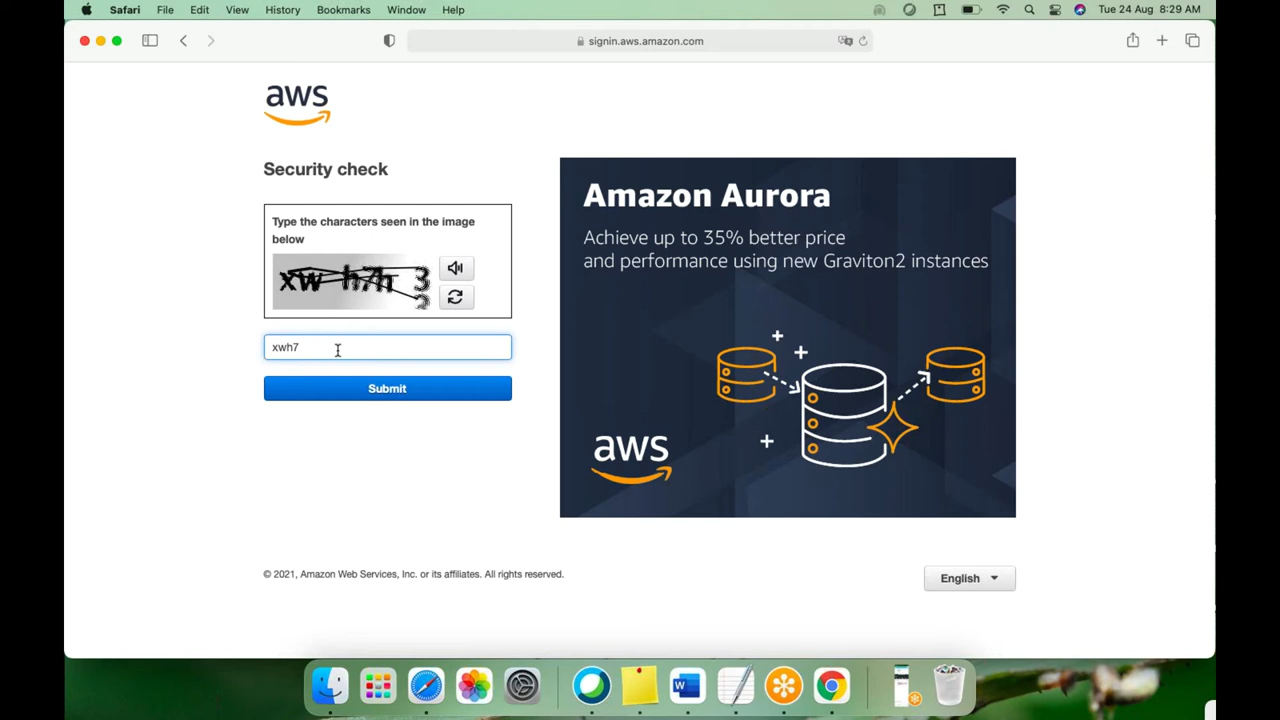 Safari File Edit View History Bookmarks Window Help Tue 24 Aug 8:29 AM
signin.aws.amazon.com
aws
Security check
Type the characters seen in the image
below
xwh7
Submit
Amazon Aurora
Achieve up to 35% better price
and performance using new Graviton2 instances
aws
© 2021, Amazon Web Services, Inc. or its affiliates. All rights reserved.
English